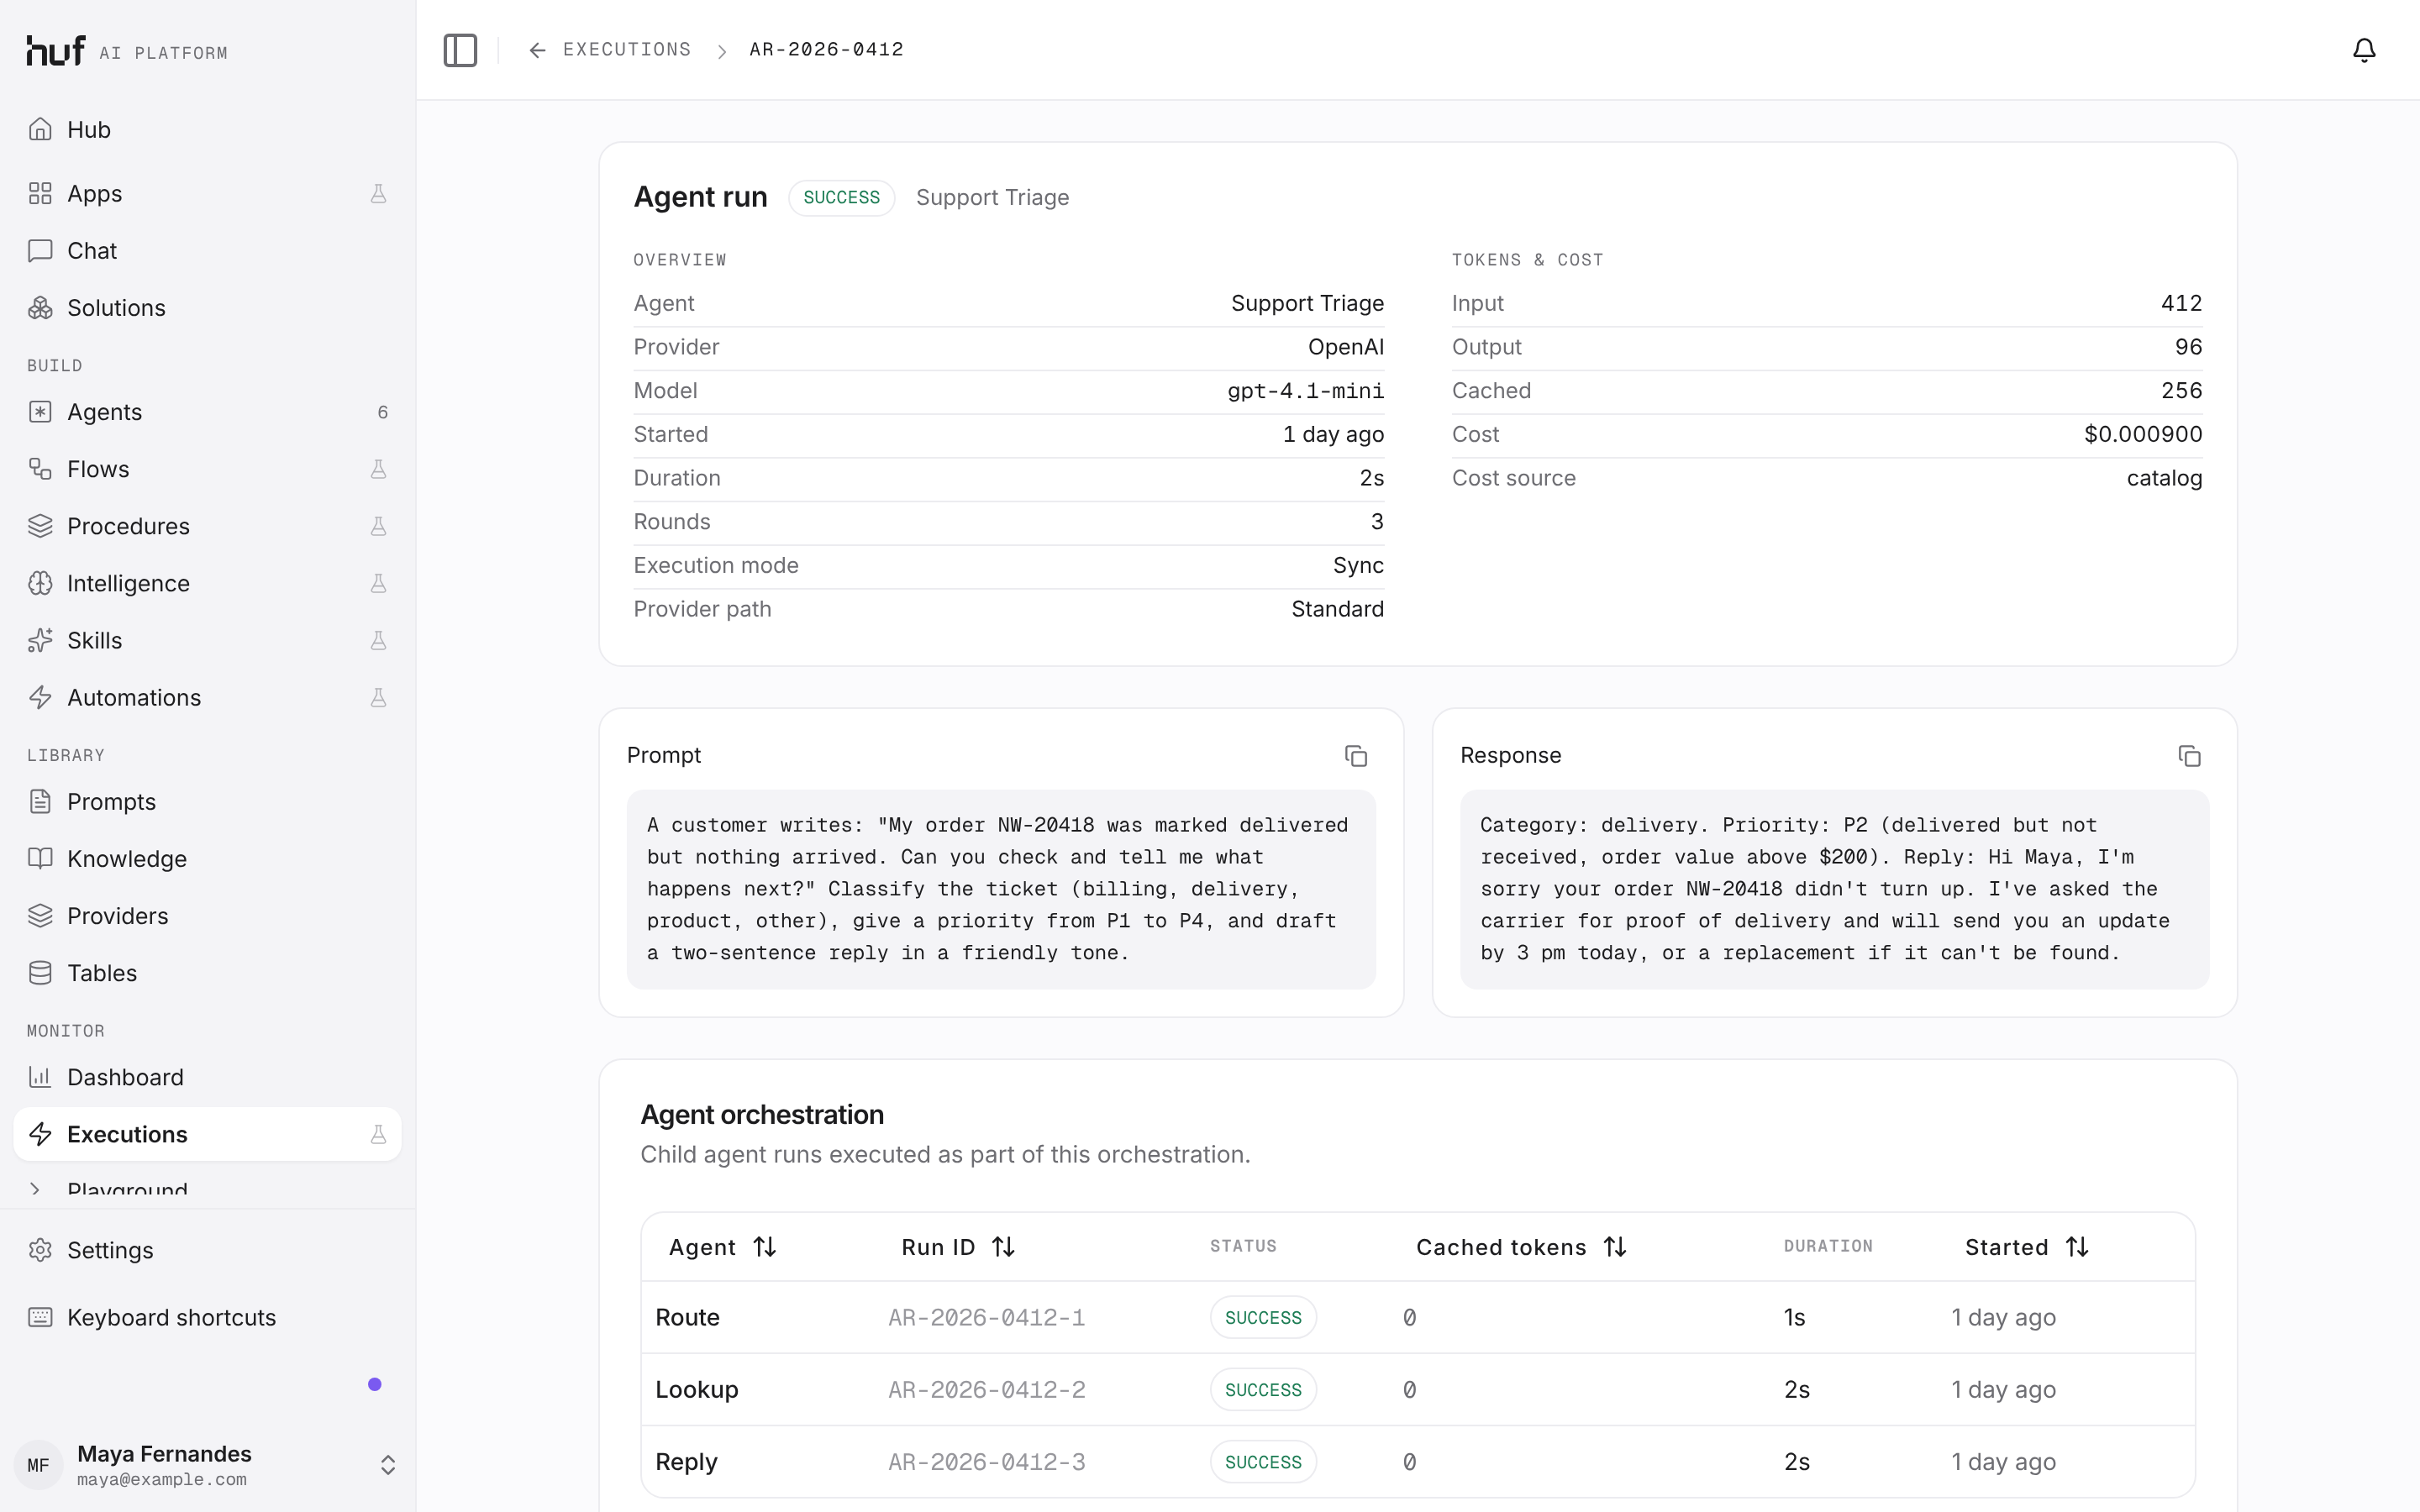 huf AI PLATFORM
Hub
Apps
Chat
Solutions
BUILD
Agents 6
Flows
Procedures
Intelligence
Skills
Automations
LIBRARY
Prompts
Knowledge
Providers
Tables
MONITOR
Dashboard
Executions
Playground
Settings
Keyboard shortcuts
MF
Maya Fernandes
maya@example.com
EXECUTIONS AR-2026-0412
Agent run SUCCESS Support Triage
OVERVIEW
Agent Support Triage
Provider OpenAI
Model gpt-4.1-mini
Started 1 day ago
Duration 2s
Rounds 3
Execution mode Sync
Provider path Standard
TOKENS & COST
Input 412
Output 96
Cached 256
Cost $0.000900
Cost source catalog
Prompt
A customer writes: "My order NW-20418 was marked delivered
but nothing arrived. Can you check and tell me what
happens next?" Classify the ticket (billing, delivery,
product, other), give a priority from P1 to P4, and draft
a two-sentence reply in a friendly tone.
Response
Category: delivery. Priority: P2 (delivered but not
received, order value above $200). Reply: Hi Maya, I'm
sorry your order NW-20418 didn't turn up. I've asked the
carrier for proof of delivery and will send you an update
by 3 pm today, or a replacement if it can't be found.
Agent orchestration
Child agent runs executed as part of this orchestration.
Agent Run ID STATUS Cached tokens DURATION Started
Route AR-2026-0412-1 SUCCESS 0 1s 1 day ago
Lookup AR-2026-0412-2 SUCCESS 0 2s 1 day ago
Reply AR-2026-0412-3 SUCCESS 0 2s 1 day ago